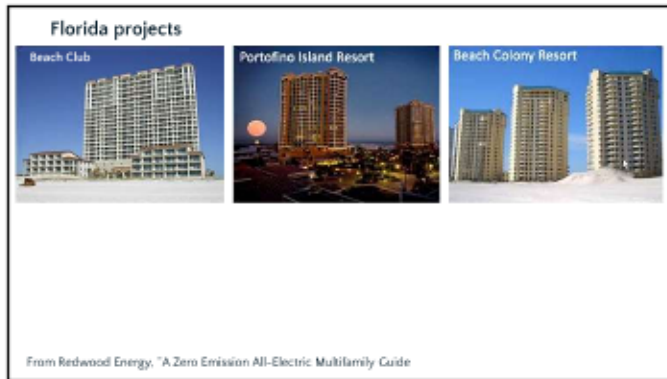 Florida projects
Beach Club
Portofino Island Resort
Beach Colony Resort
From Redwood Energy, "A Zero Emission All-Electric Multifamily Guide